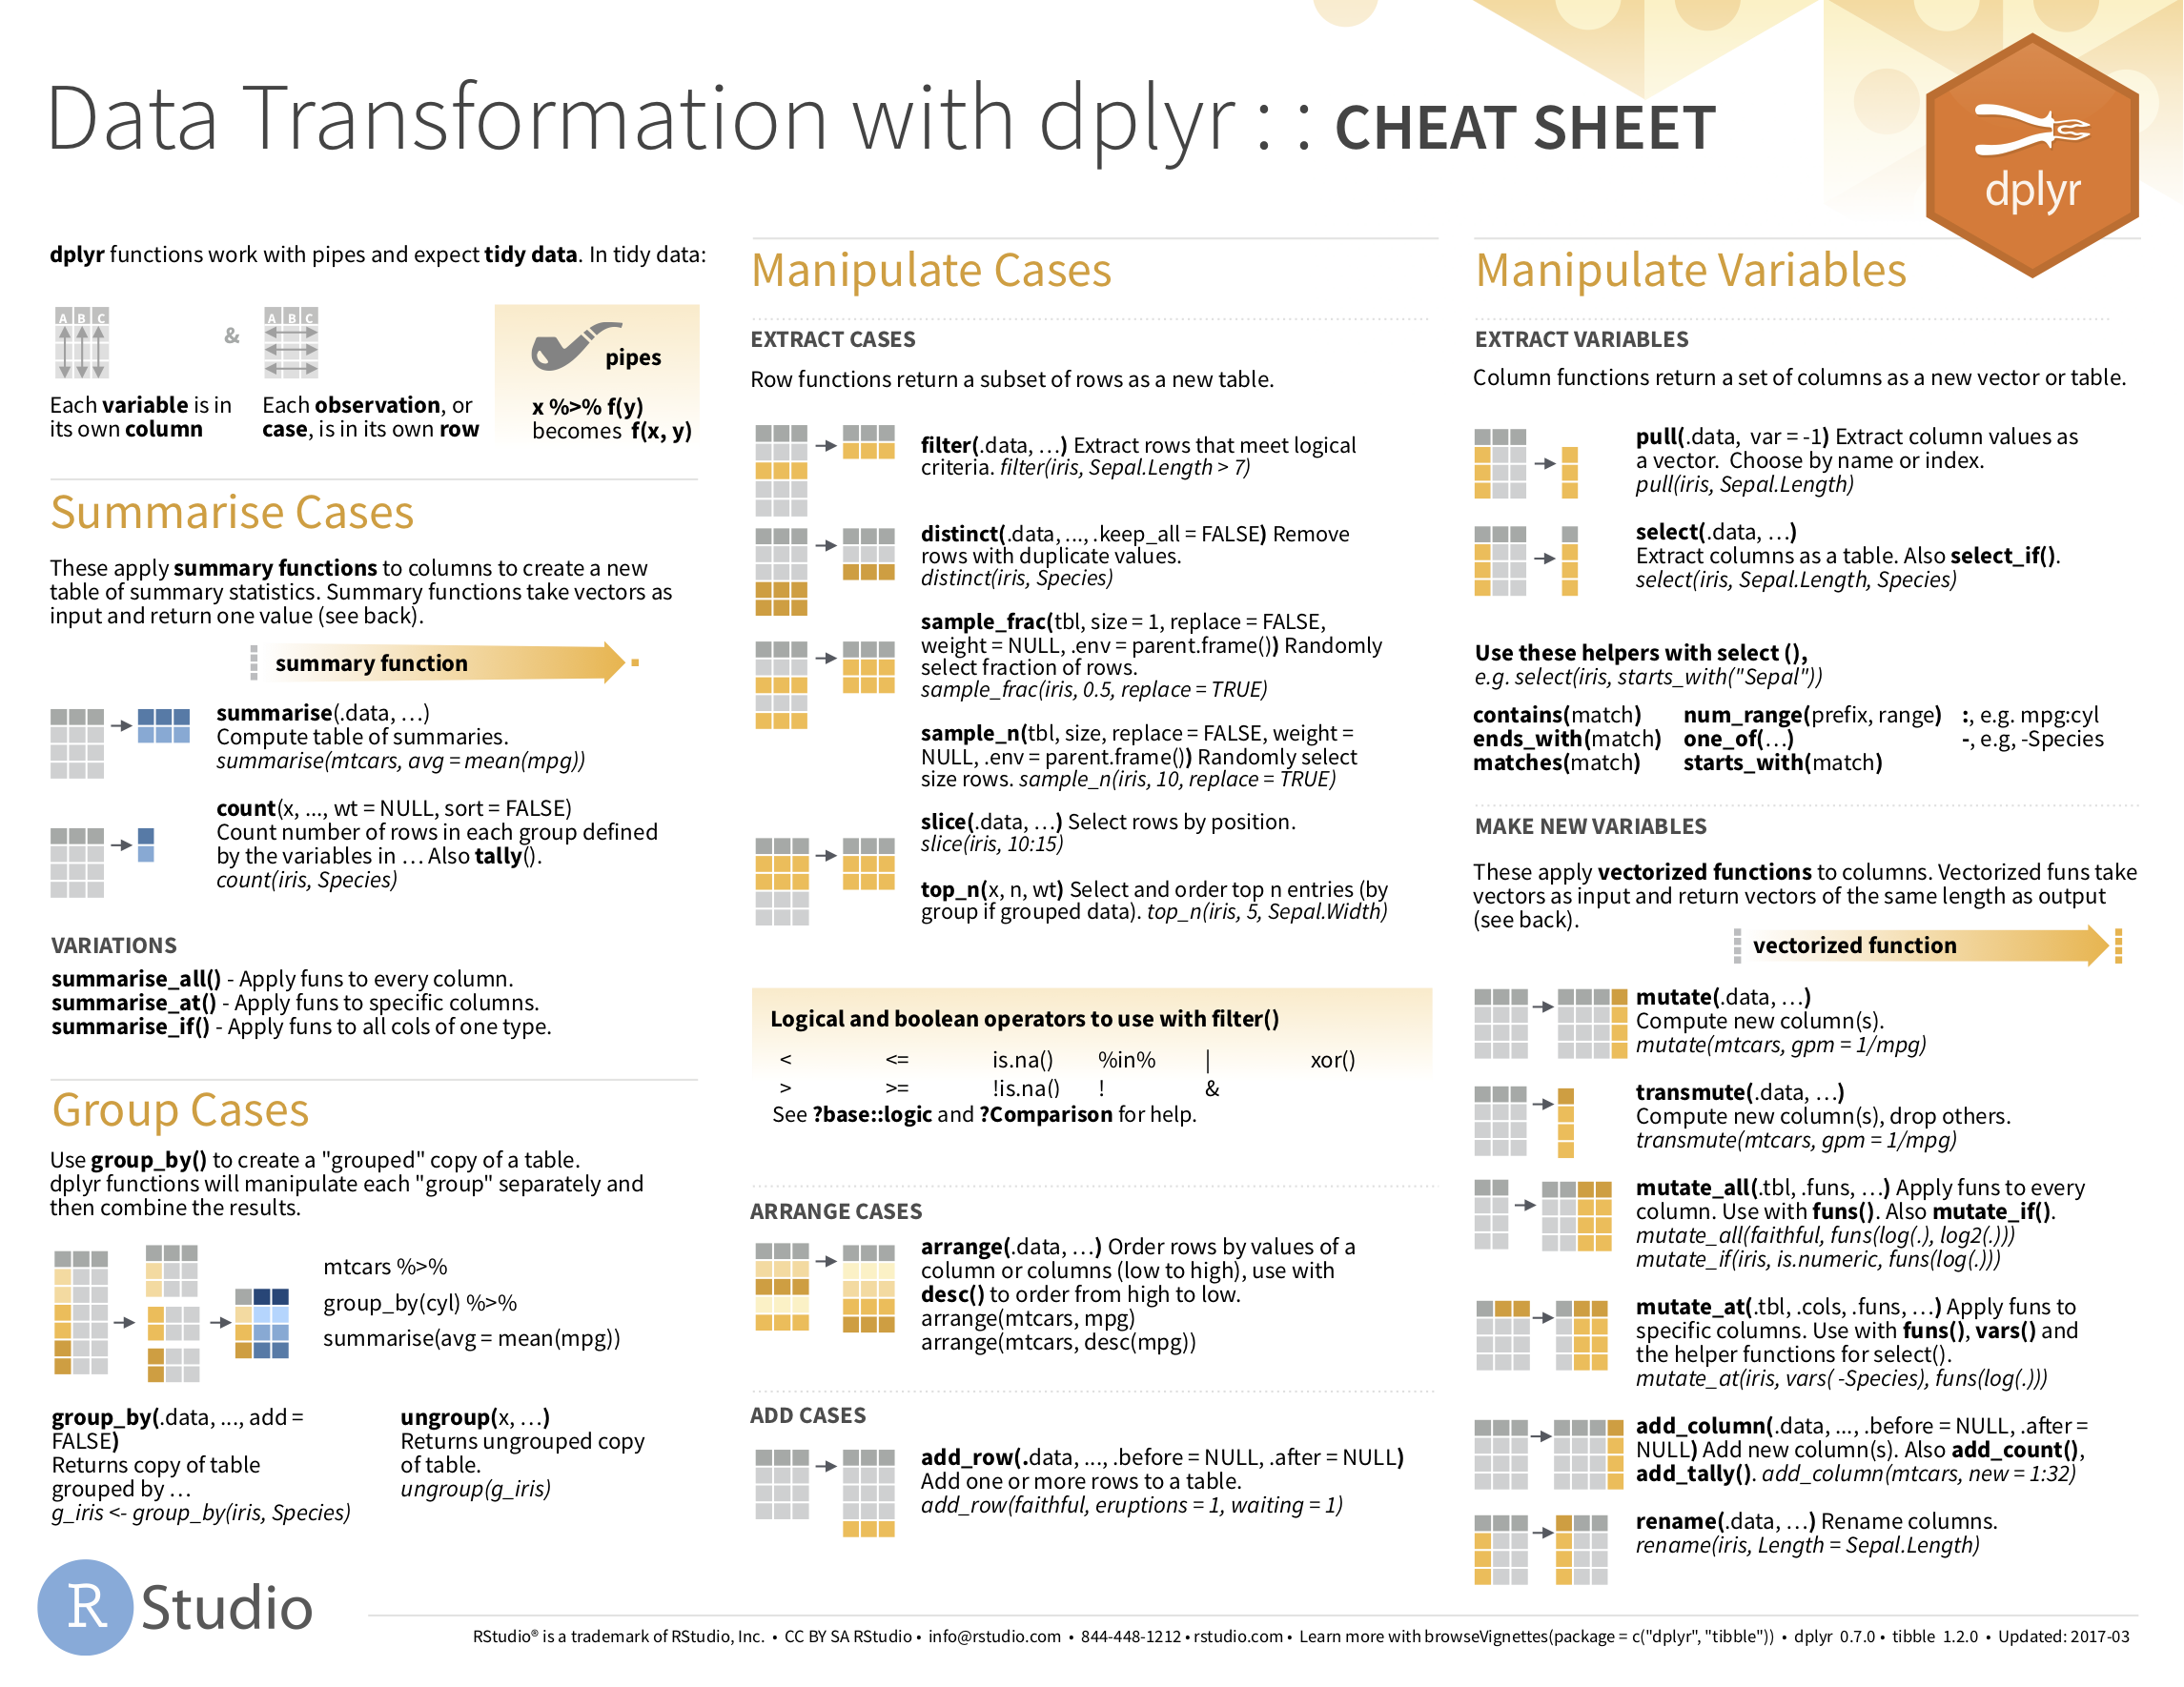 Data Transformation with dplyr : : CHEAT SHEET
dplyr
dplyr functions work with pipes and expect tidy data. In tidy data:
A B C
&
A B C
pipes
Each variable is in
its own column
Each observation, or
case, is in its own row
x %>% f(y)
becomes f(x, y)
Summarise Cases
These apply summary functions to columns to create a new
table of summary statistics. Summary functions take vectors as
input and return one value (see back).
summary function
summarise(.data, …)
Compute table of summaries.
summarise(mtcars, avg = mean(mpg))
count(x, ..., wt = NULL, sort = FALSE)
Count number of rows in each group defined
by the variables in … Also tally().
count(iris, Species)
VARIATIONS
summarise_all() - Apply funs to every column.
summarise_at() - Apply funs to specific columns.
summarise_if() - Apply funs to all cols of one type.
Group Cases
Use group_by() to create a "grouped" copy of a table.
dplyr functions will manipulate each "group" separately and
then combine the results.
mtcars %>%
group_by(cyl) %>%
summarise(avg = mean(mpg))
group_by(.data, ..., add =
FALSE)
Returns copy of table
grouped by …
g_iris <- group_by(iris, Species)
ungroup(x, …)
Returns ungrouped copy
of table.
ungroup(g_iris)
Manipulate Cases
EXTRACT CASES
Row functions return a subset of rows as a new table.
filter(.data, …) Extract rows that meet logical
criteria. filter(iris, Sepal.Length > 7)
distinct(.data, ..., .keep_all = FALSE) Remove
rows with duplicate values.
distinct(iris, Species)
sample_frac(tbl, size = 1, replace = FALSE,
weight = NULL, .env = parent.frame()) Randomly
select fraction of rows.
sample_frac(iris, 0.5, replace = TRUE)
sample_n(tbl, size, replace = FALSE, weight =
NULL, .env = parent.frame()) Randomly select
size rows. sample_n(iris, 10, replace = TRUE)
slice(.data, …) Select rows by position.
slice(iris, 10:15)
top_n(x, n, wt) Select and order top n entries (by
group if grouped data). top_n(iris, 5, Sepal.Width)
Logical and boolean operators to use with filter()
< <= is.na() %in% | xor()
> >= !is.na() ! &
See ?base::logic and ?Comparison for help.
ARRANGE CASES
arrange(.data, …) Order rows by values of a
column or columns (low to high), use with
desc() to order from high to low.
arrange(mtcars, mpg)
arrange(mtcars, desc(mpg))
ADD CASES
add_row(.data, ..., .before = NULL, .after = NULL)
Add one or more rows to a table.
add_row(faithful, eruptions = 1, waiting = 1)
Manipulate Variables
EXTRACT VARIABLES
Column functions return a set of columns as a new vector or table.
pull(.data, var = -1) Extract column values as
a vector. Choose by name or index.
pull(iris, Sepal.Length)
select(.data, …)
Extract columns as a table. Also select_if().
select(iris, Sepal.Length, Species)
Use these helpers with select (),
e.g. select(iris, starts_with("Sepal"))
contains(match) num_range(prefix, range) :, e.g. mpg:cyl
ends_with(match) one_of(…) -, e.g, -Species
matches(match) starts_with(match)
MAKE NEW VARIABLES
These apply vectorized functions to columns. Vectorized funs take
vectors as input and return vectors of the same length as output
(see back).
vectorized function
mutate(.data, …)
Compute new column(s).
mutate(mtcars, gpm = 1/mpg)
transmute(.data, …)
Compute new column(s), drop others.
transmute(mtcars, gpm = 1/mpg)
mutate_all(.tbl, .funs, …) Apply funs to every
column. Use with funs(). Also mutate_if().
mutate_all(faithful, funs(log(.), log2(.)))
mutate_if(iris, is.numeric, funs(log(.)))
mutate_at(.tbl, .cols, .funs, …) Apply funs to
specific columns. Use with funs(), vars() and
the helper functions for select().
mutate_at(iris, vars( -Species), funs(log(.)))
add_column(.data, ..., .before = NULL, .after =
NULL) Add new column(s). Also add_count(),
add_tally(). add_column(mtcars, new = 1:32)
rename(.data, …) Rename columns.
rename(iris, Length = Sepal.Length)
R Studio
RStudio® is a trademark of RStudio, Inc. • CC BY SA RStudio • info@rstudio.com • 844-448-1212 • rstudio.com • Learn more with browseVignettes(package = c("dplyr", "tibble")) • dplyr 0.7.0 • tibble 1.2.0 • Updated: 2017-03